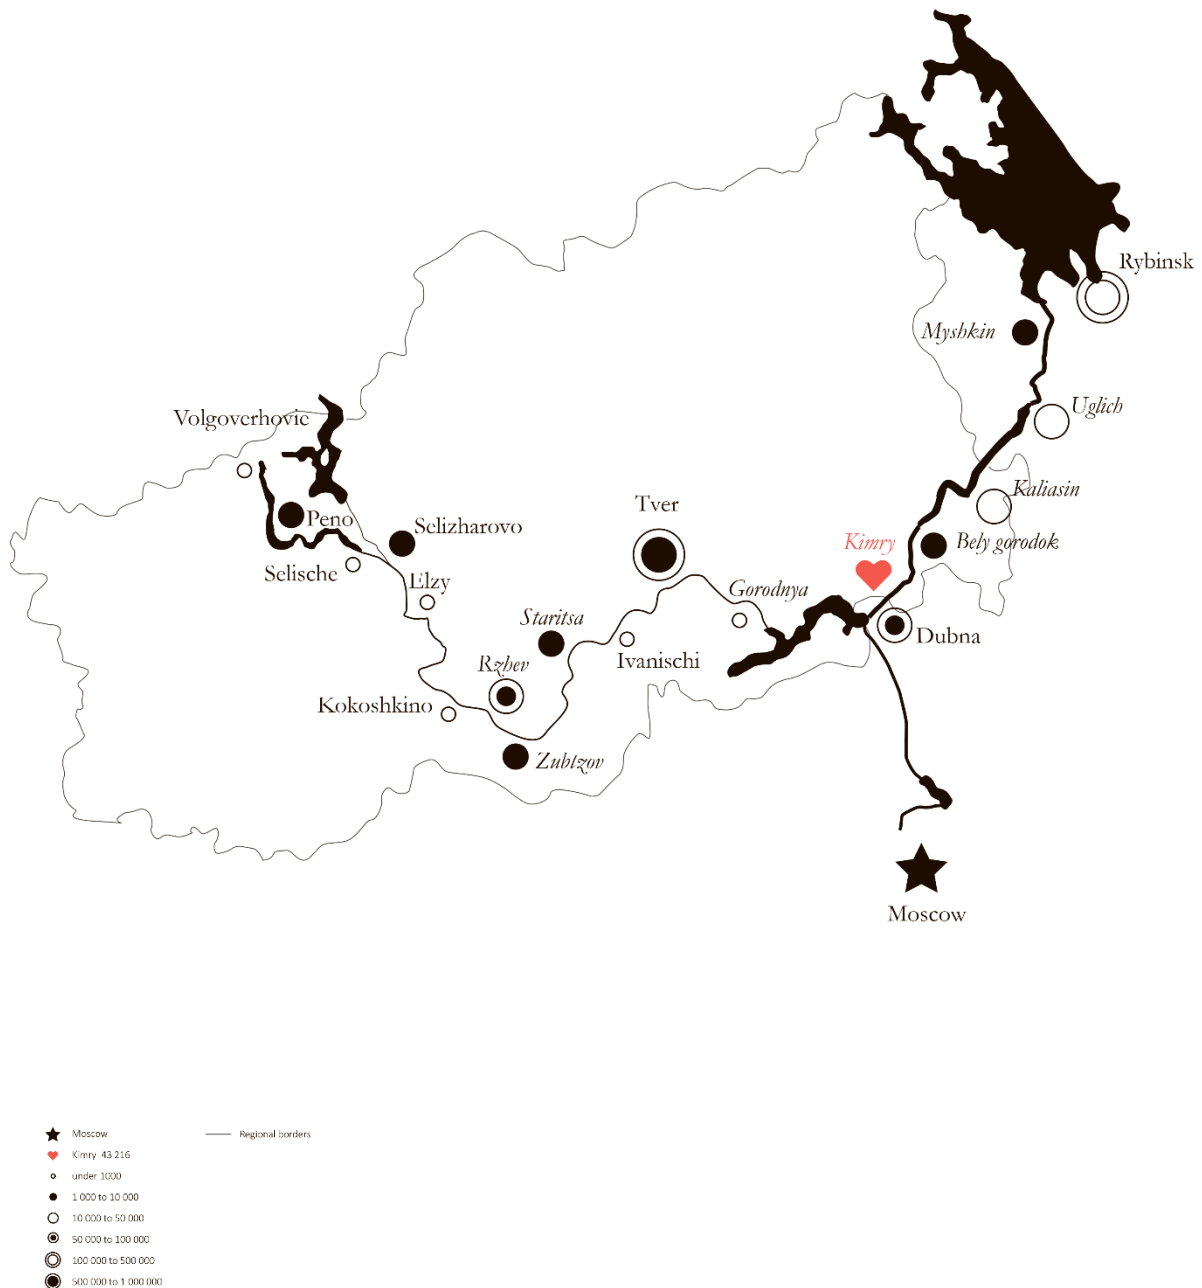 Rybinsk
Myshkin
Uglich
Volgoverhovie
Kaliasin
Tver
Peno
Selizharovo
Kimry
Bely gorodok
Selische
Elzy
Gorodnya
Staritsa
Dubna
Ivanischi
Rzhev
Kokoshkino
Zubtzov
Moscow
Moscow
Regional borders
Kimry 43 216
under 1000
1 000 to 10 000
10 000 to 50 000
50 000 to 100 000
100 000 to 500 000
500 000 to 1 000 000